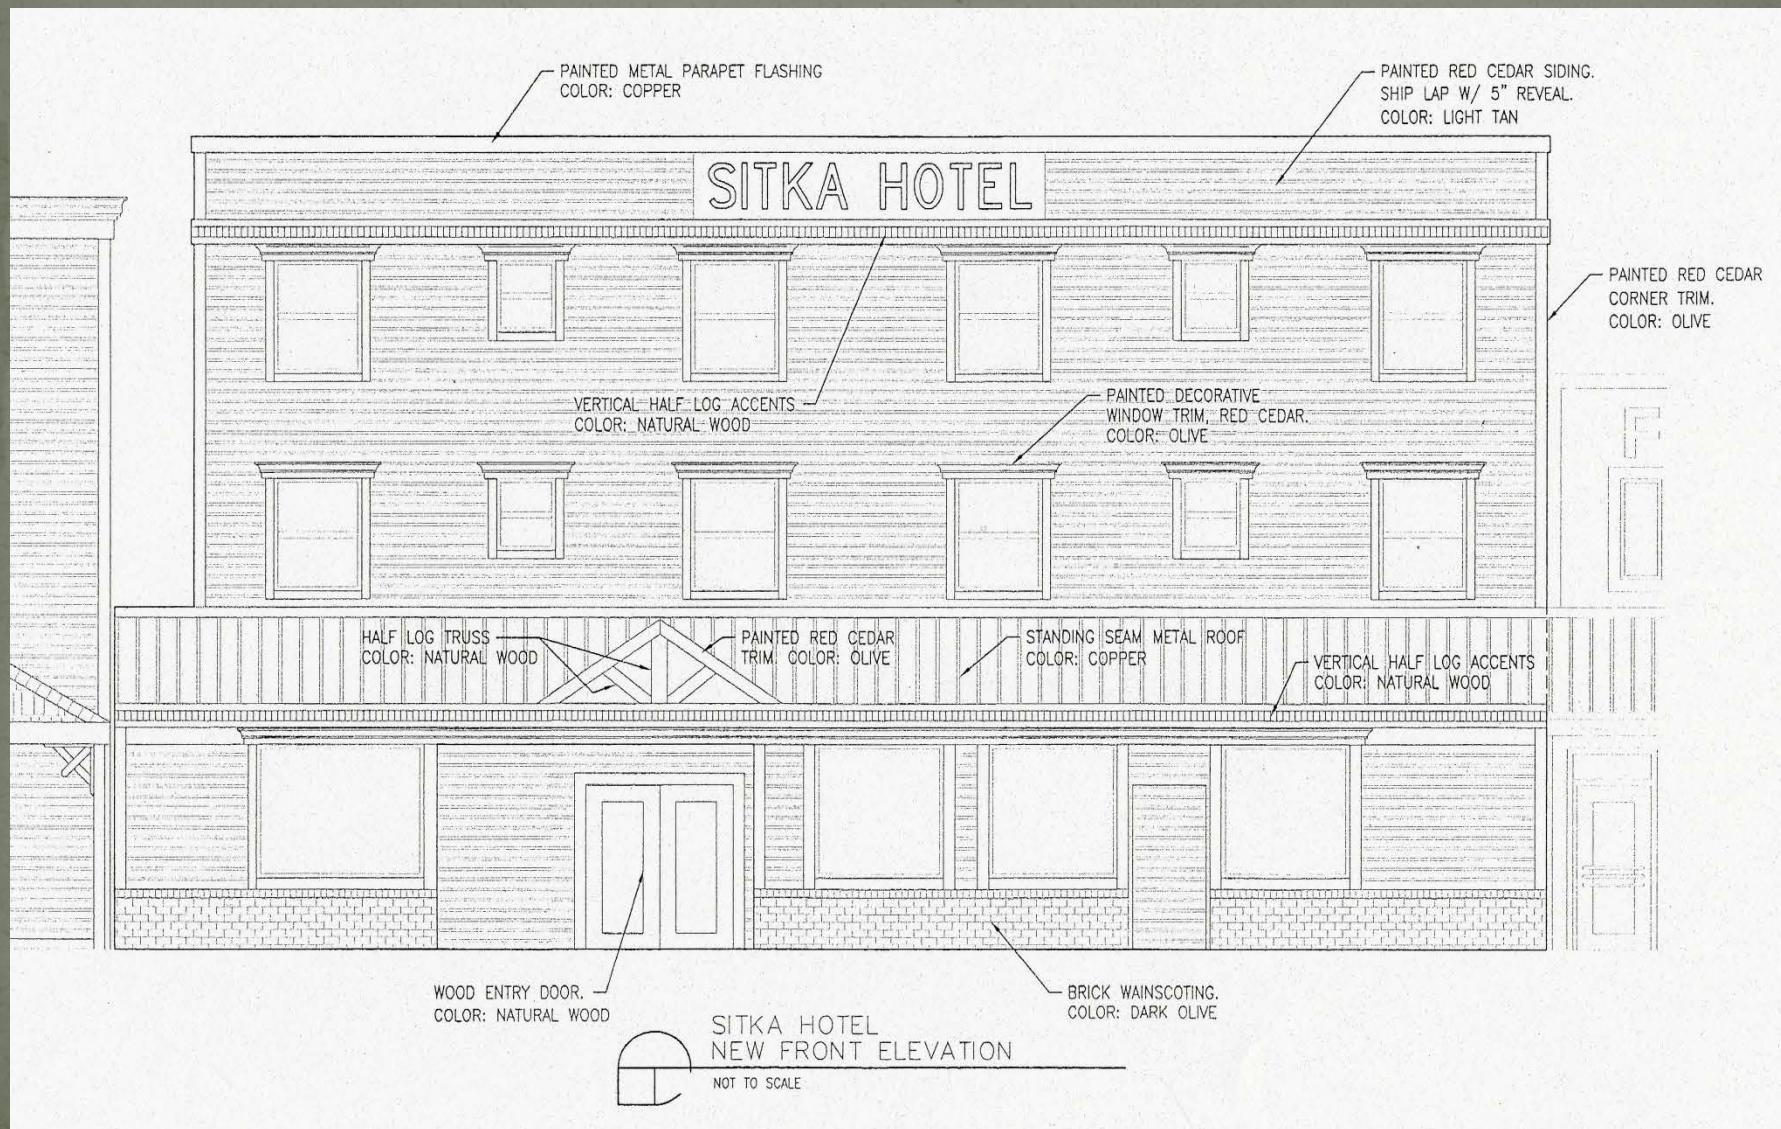 PAINTED METAL PARAPET FLASHING
COLOR: COPPER
PAINTED RED CEDAR SIDING.
SHIP LAP W/ 5" REVEAL.
COLOR: LIGHT TAN
SITKA HOTEL
PAINTED RED CEDAR
CORNER TRIM.
COLOR: OLIVE
VERTICAL HALF LOG ACCENTS
COLOR: NATURAL WOOD
PAINTED DECORATIVE
WINDOW TRIM, RED CEDAR.
COLOR: OLIVE
HALF LOG TRUSS
COLOR: NATURAL WOOD
PAINTED RED CEDAR
TRIM. COLOR: OLIVE
STANDING SEAM METAL ROOF
COLOR: COPPER
VERTICAL HALF LOG ACCENTS
COLOR: NATURAL WOOD
WOOD ENTRY DOOR.
COLOR: NATURAL WOOD
BRICK WAINSCOTING.
COLOR: DARK OLIVE
SITKA HOTEL
NEW FRONT ELEVATION
NOT TO SCALE